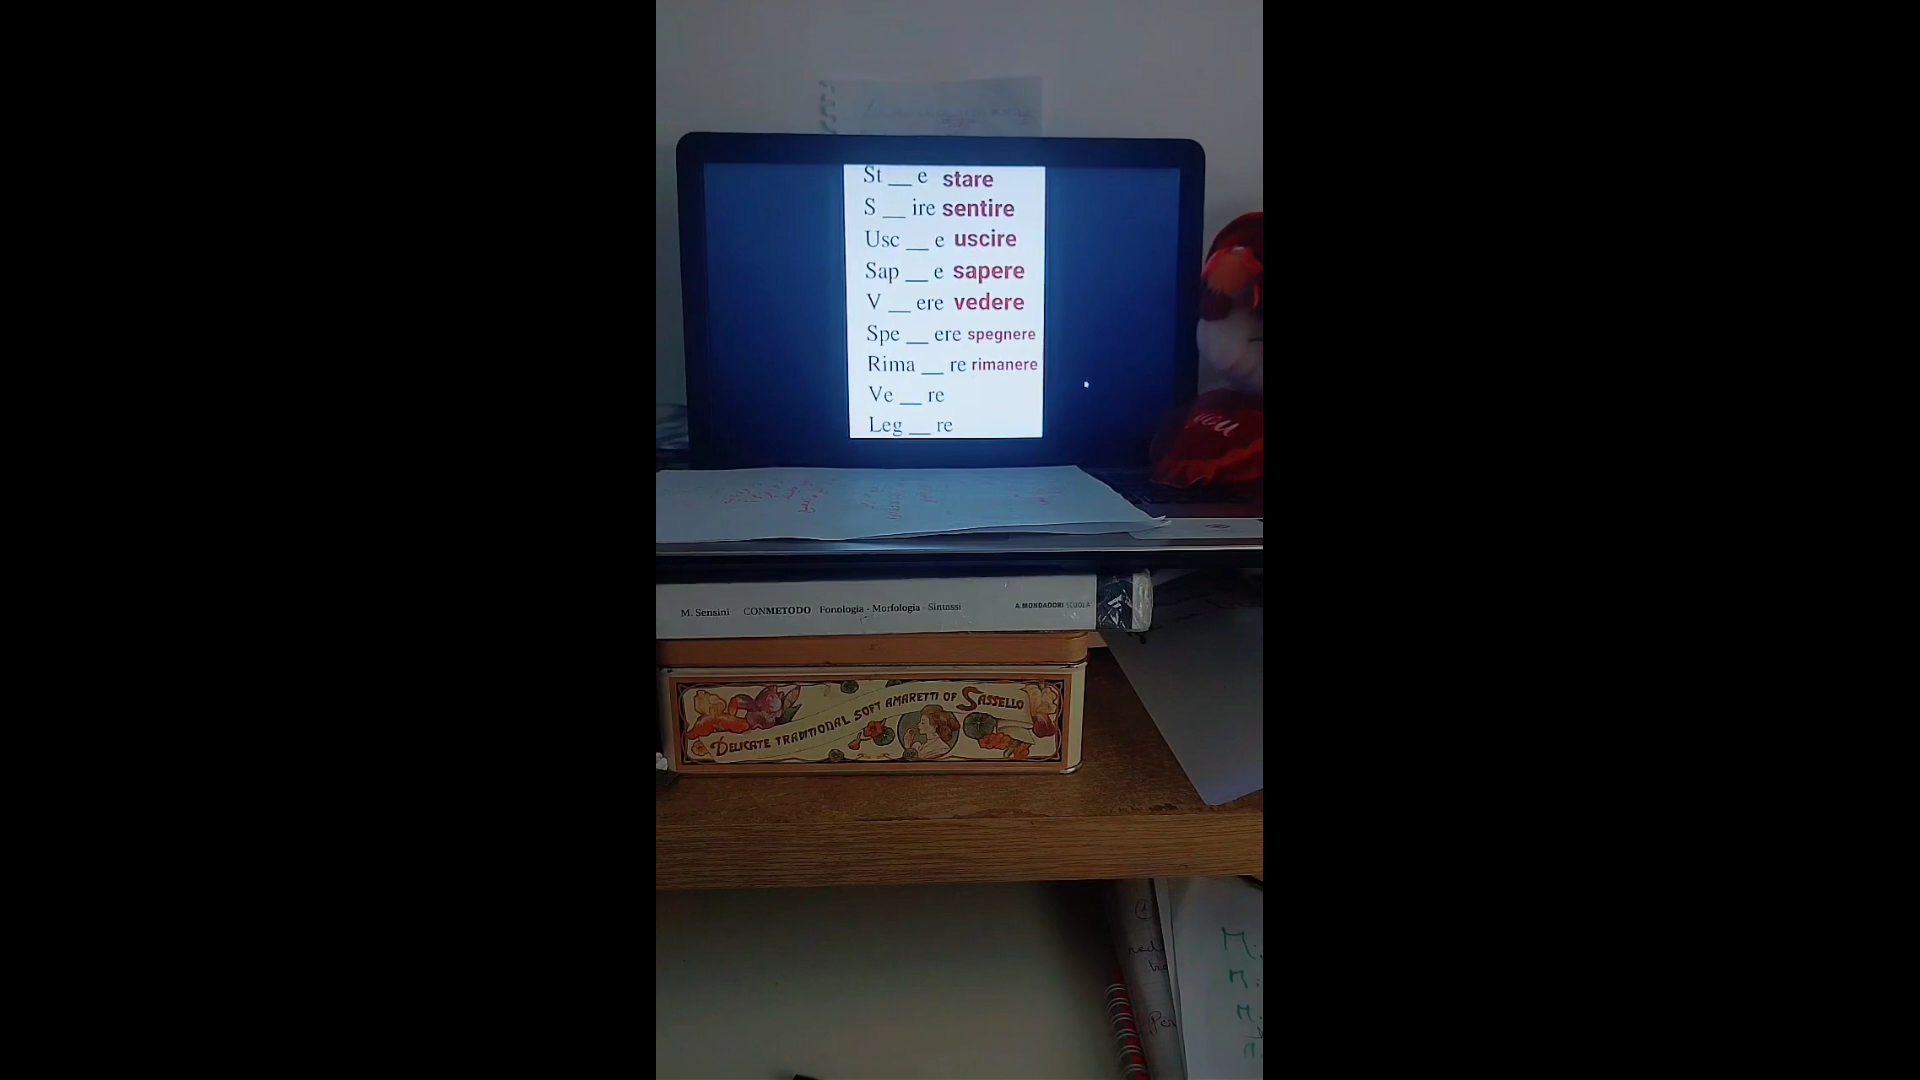 St __ e stare
S __ ire sentire
Usc __ e uscire
Sap __ e sapere
V __ ere vedere
Spe __ ere spegnere
Rima __ re rimanere
Ve __ re
Leg __ re
you
M. Sensini CONMETODO Fonologia - Morfologia - Sintassi A. MONDADORI SCUOLA
DELICATE TRADITIONAL SOFT AMARETTI OF SASSELLO